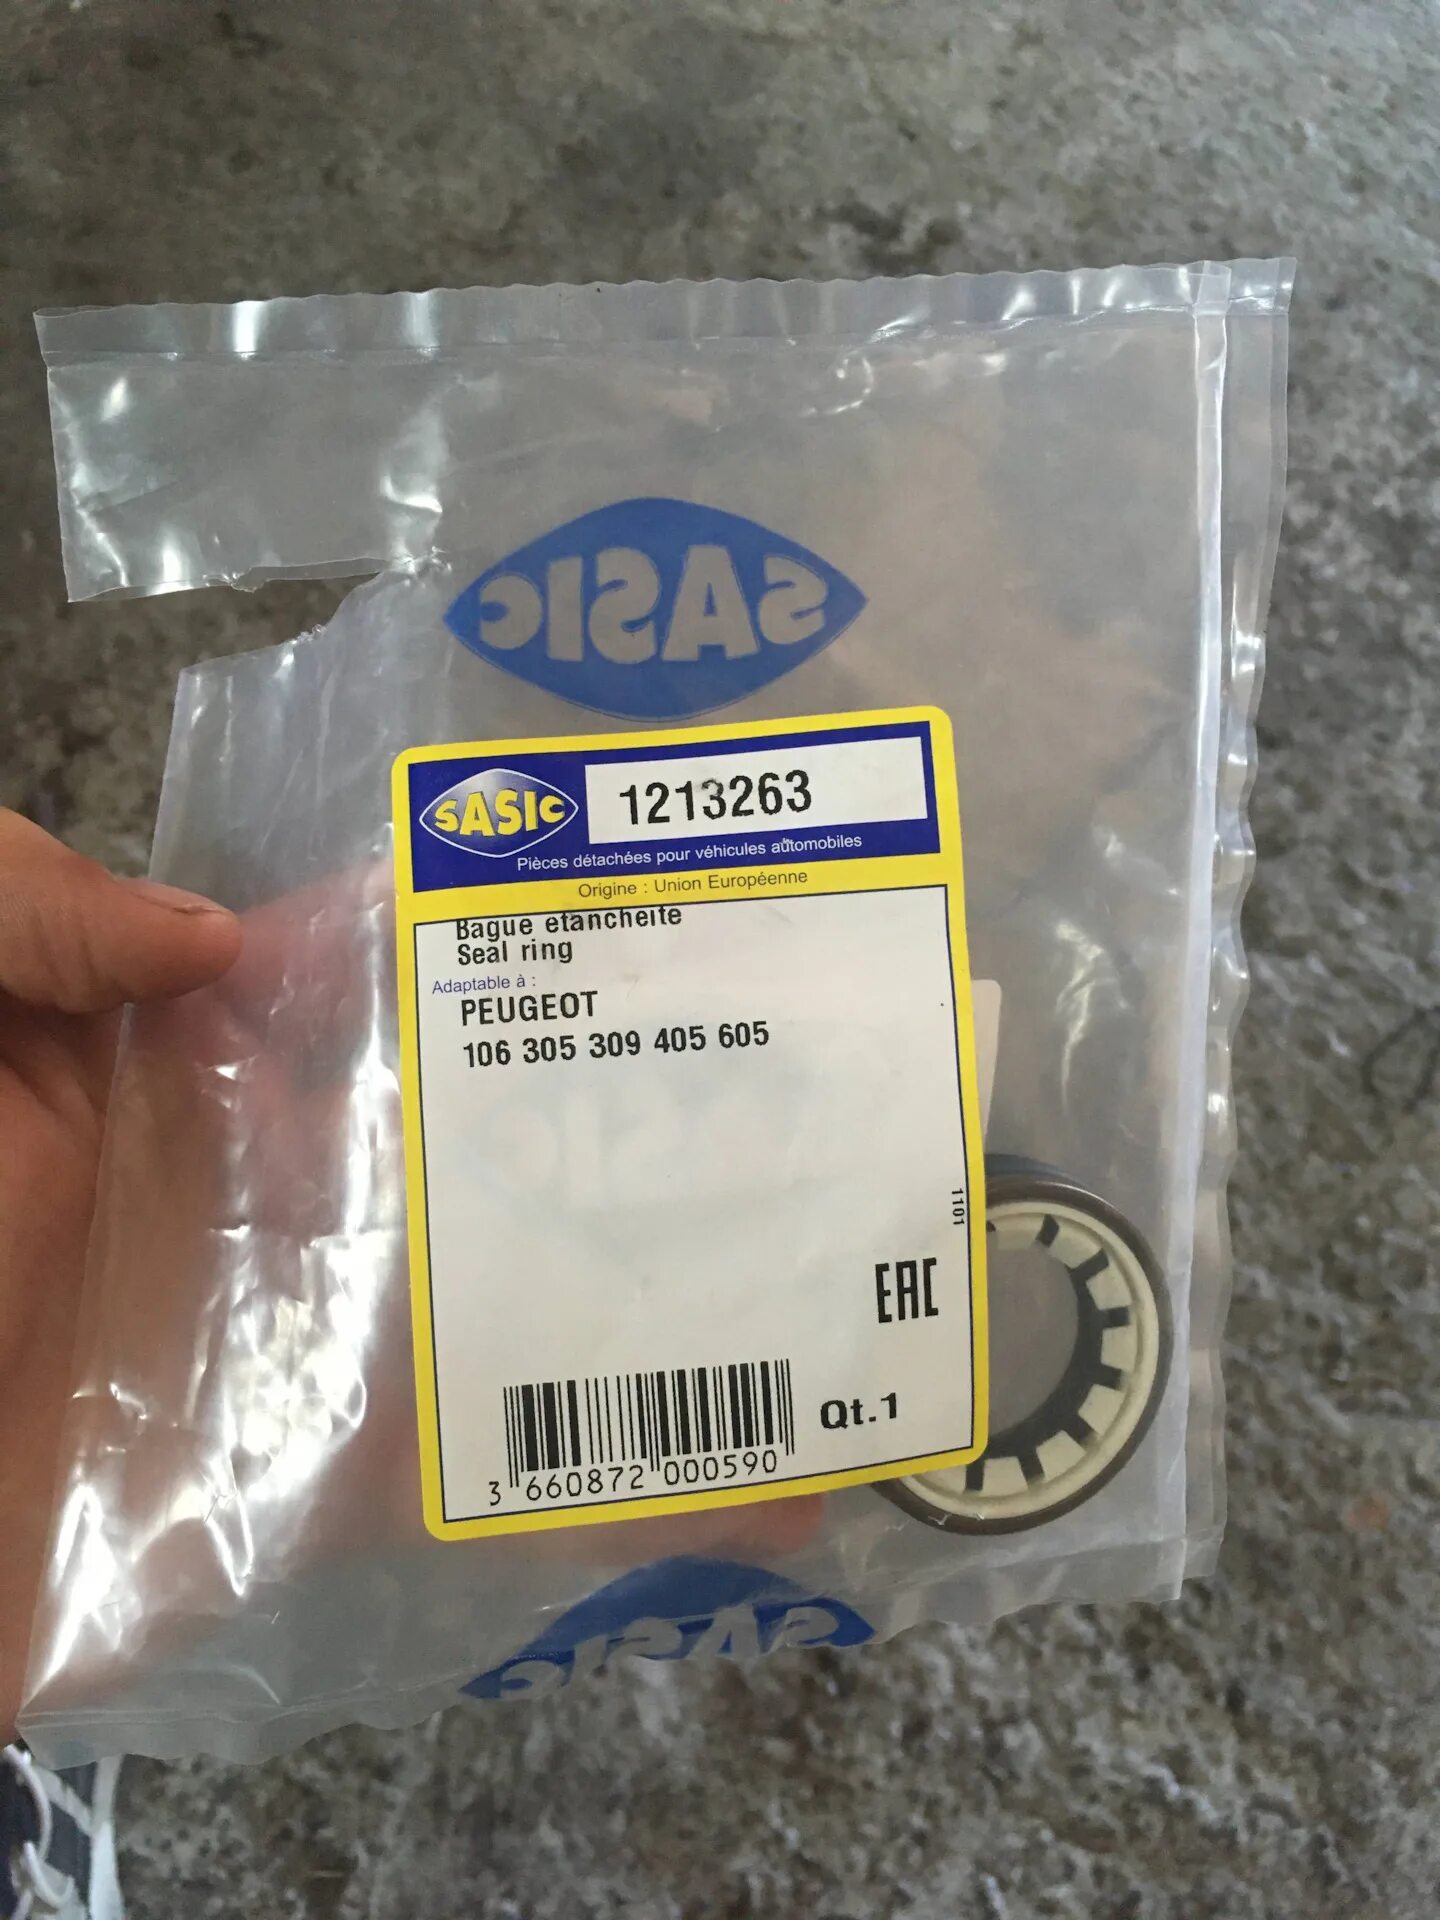 SASIC
SASIC
1213263
Pièces détachées pour véhicules automobiles
Origine : Union Européenne
Bague etancheite
Seal ring
Adaptable à :
PEUGEOT
106 305 309 405 605
1101
EAC
Qt.1
3 660872 000590
SASIC